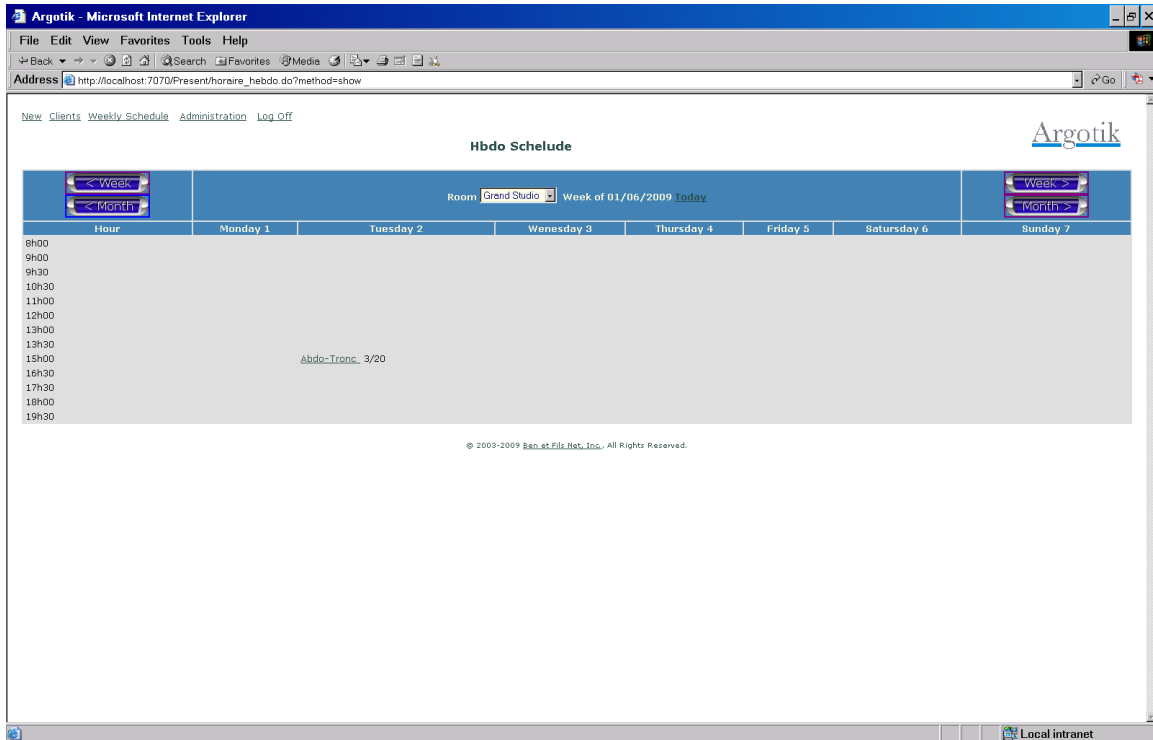 Argotik - Microsoft Internet Explorer
File Edit View Favorites Tools Help
Back Search Favorites Media
Address http://localhost:7070/Present/horaire_hebdo.do?method=show Go
New Clients Weekly Schedule Administration Log Off
Argotik
Hbdo Schelude
< Week Week >
Room Grand Studio Week of 01/06/2009 Today
< Month Month >
Hour Monday 1 Tuesday 2 Wenesday 3 Thursday 4 Friday 5 Satursday 6 Sunday 7
8h00
9h00
9h30
10h30
11h00
12h00
13h00
13h30
15h00 Abdo-Tronc 3/20
16h30
17h30
18h00
19h30
© 2003-2009 Ben et Fils Net, Inc., All Rights Reserved.
Local intranet